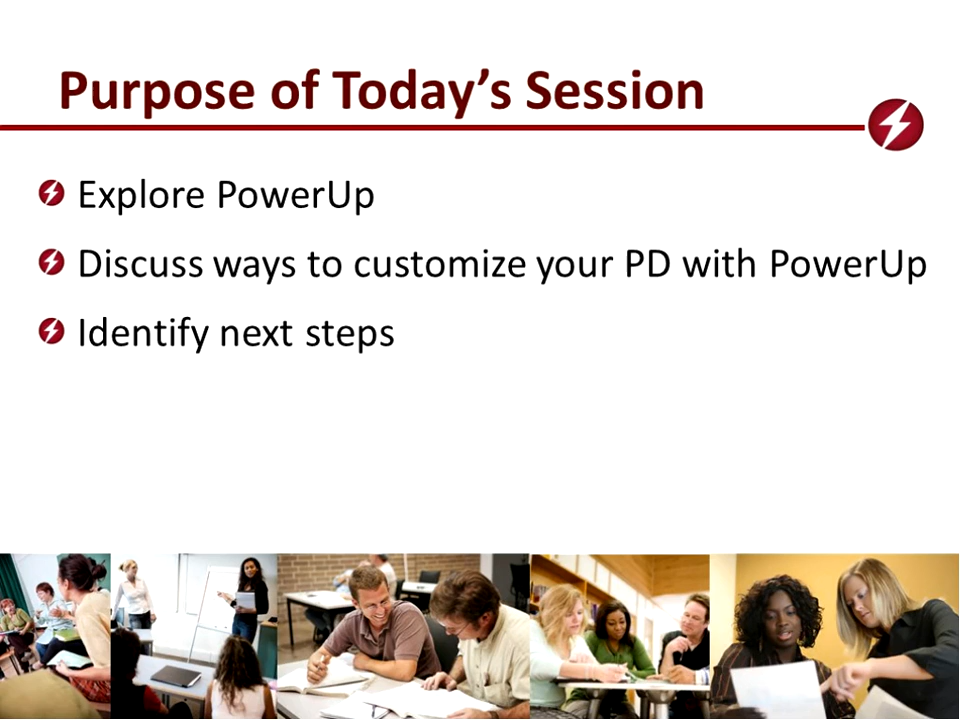 Purpose of Today’s Session
Explore PowerUp
Discuss ways to customize your PD with PowerUp
Identify next steps